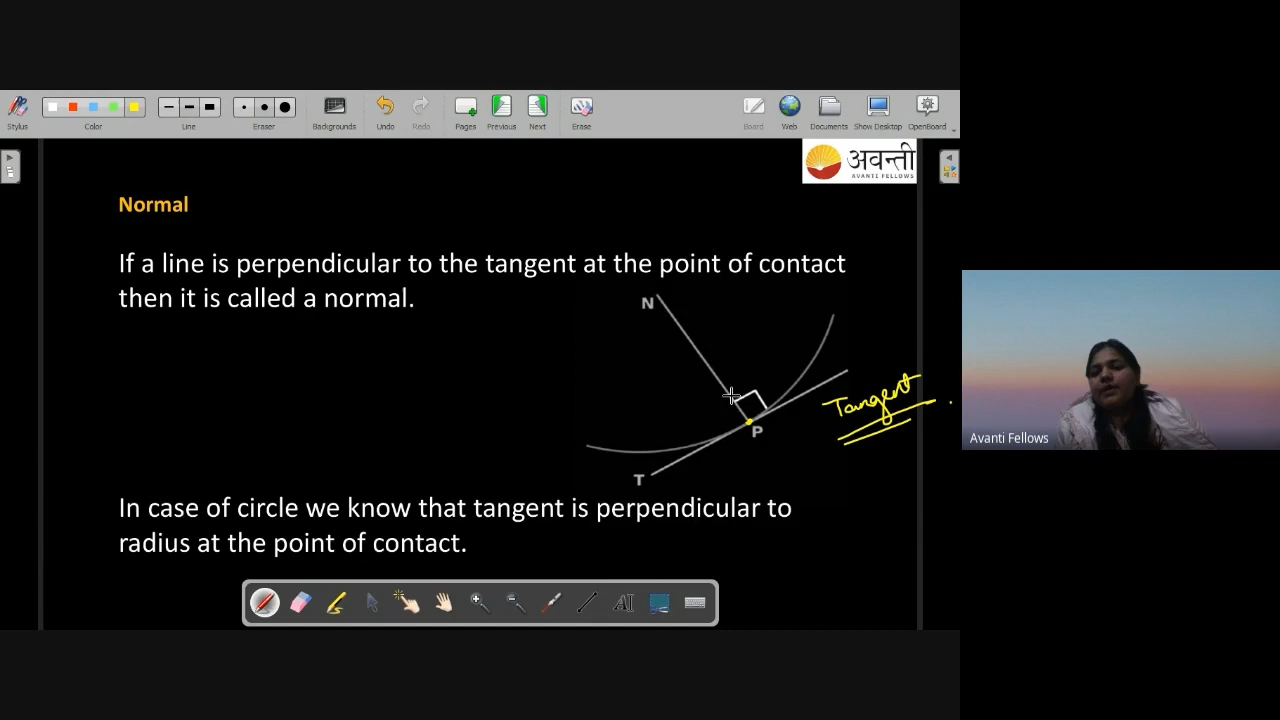 Stylus
Color
Line
Eraser
Backgrounds
Undo
Redo
Pages
Previous
Next
Erase
Board
Web
Documents
Show Desktop
OpenBoard
अवन्ती
AVANTI FELLOWS
Normal
If a line is perpendicular to the tangent at the point of contact
then it is called a normal.
N
Tangent
P
T
In case of circle we know that tangent is perpendicular to
radius at the point of contact.
AI
Avanti Fellows